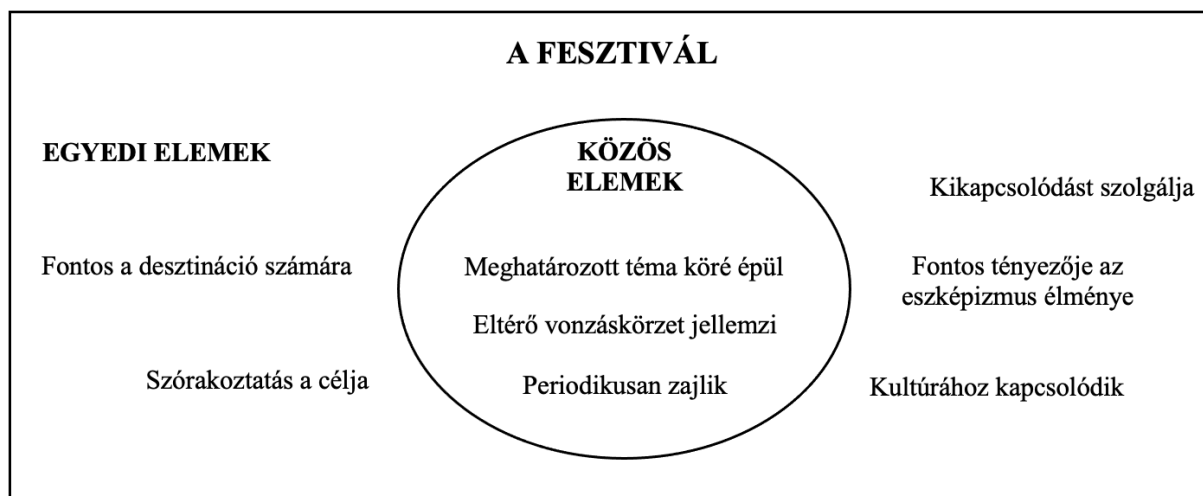 A FESZTIVÁL
EGYEDI ELEMEK
KÖZÖS
ELEMEK
Kikapcsolódást szolgálja
Fontos a desztináció számára
Meghatározott téma köré épül
Fontos tényezője az
eszképizmus élménye
Eltérő vonzáskörzet jellemzi
Szórakoztatás a célja
Periodikusan zajlik
Kultúrához kapcsolódik